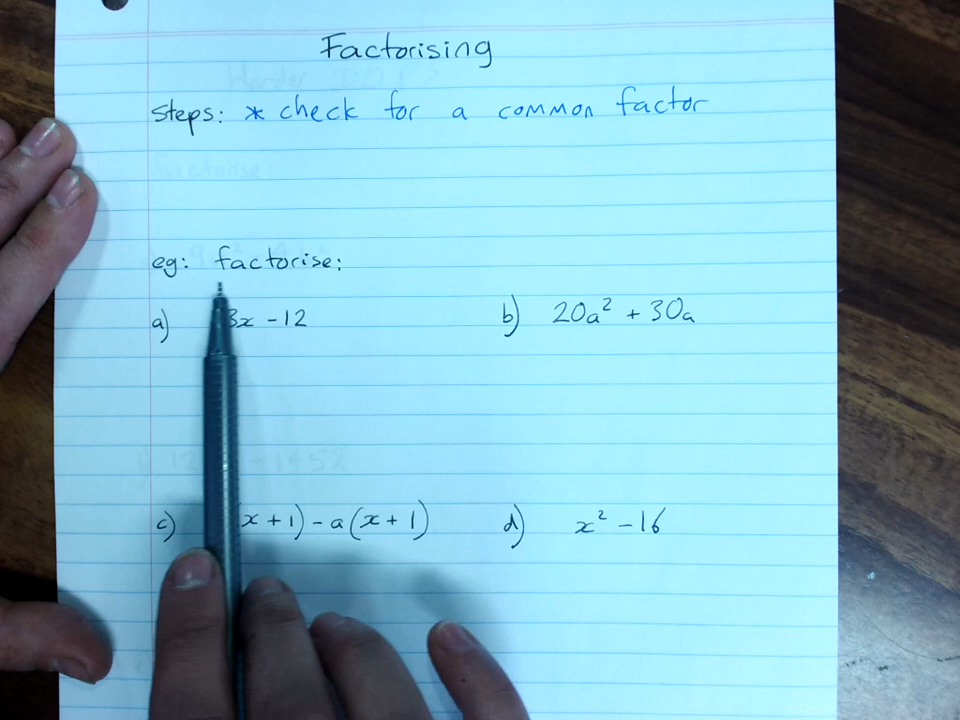 Factorising
steps: * check for a common factor
eg: factorise:
a) 3x - 12
b) 20a² + 30a
c) (x + 1) - a(x + 1)
d) x² - 16